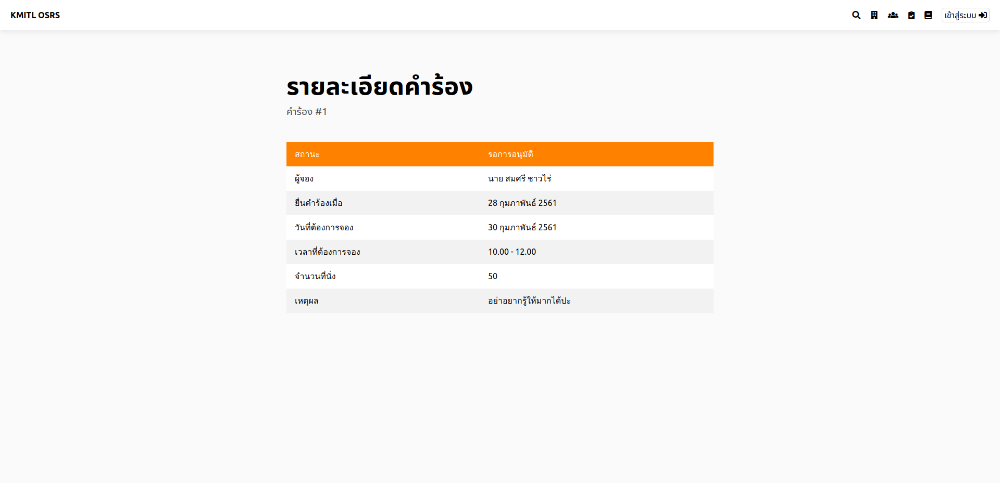 KMITL OSRS
เข้าสู่ระบบ
รายละเอียดคำร้อง
คำร้อง #1
สถานะ รอการอนุมัติ
ผู้จอง นาย สมศรี ชาวไร่
ยื่นคำร้องเมื่อ 28 กุมภาพันธ์ 2561
วันที่ต้องการจอง 30 กุมภาพันธ์ 2561
เวลาที่ต้องการจอง 10.00 - 12.00
จำนวนที่นั่ง 50
เหตุผล อย่าอยากรู้ให้มากได้ปะ